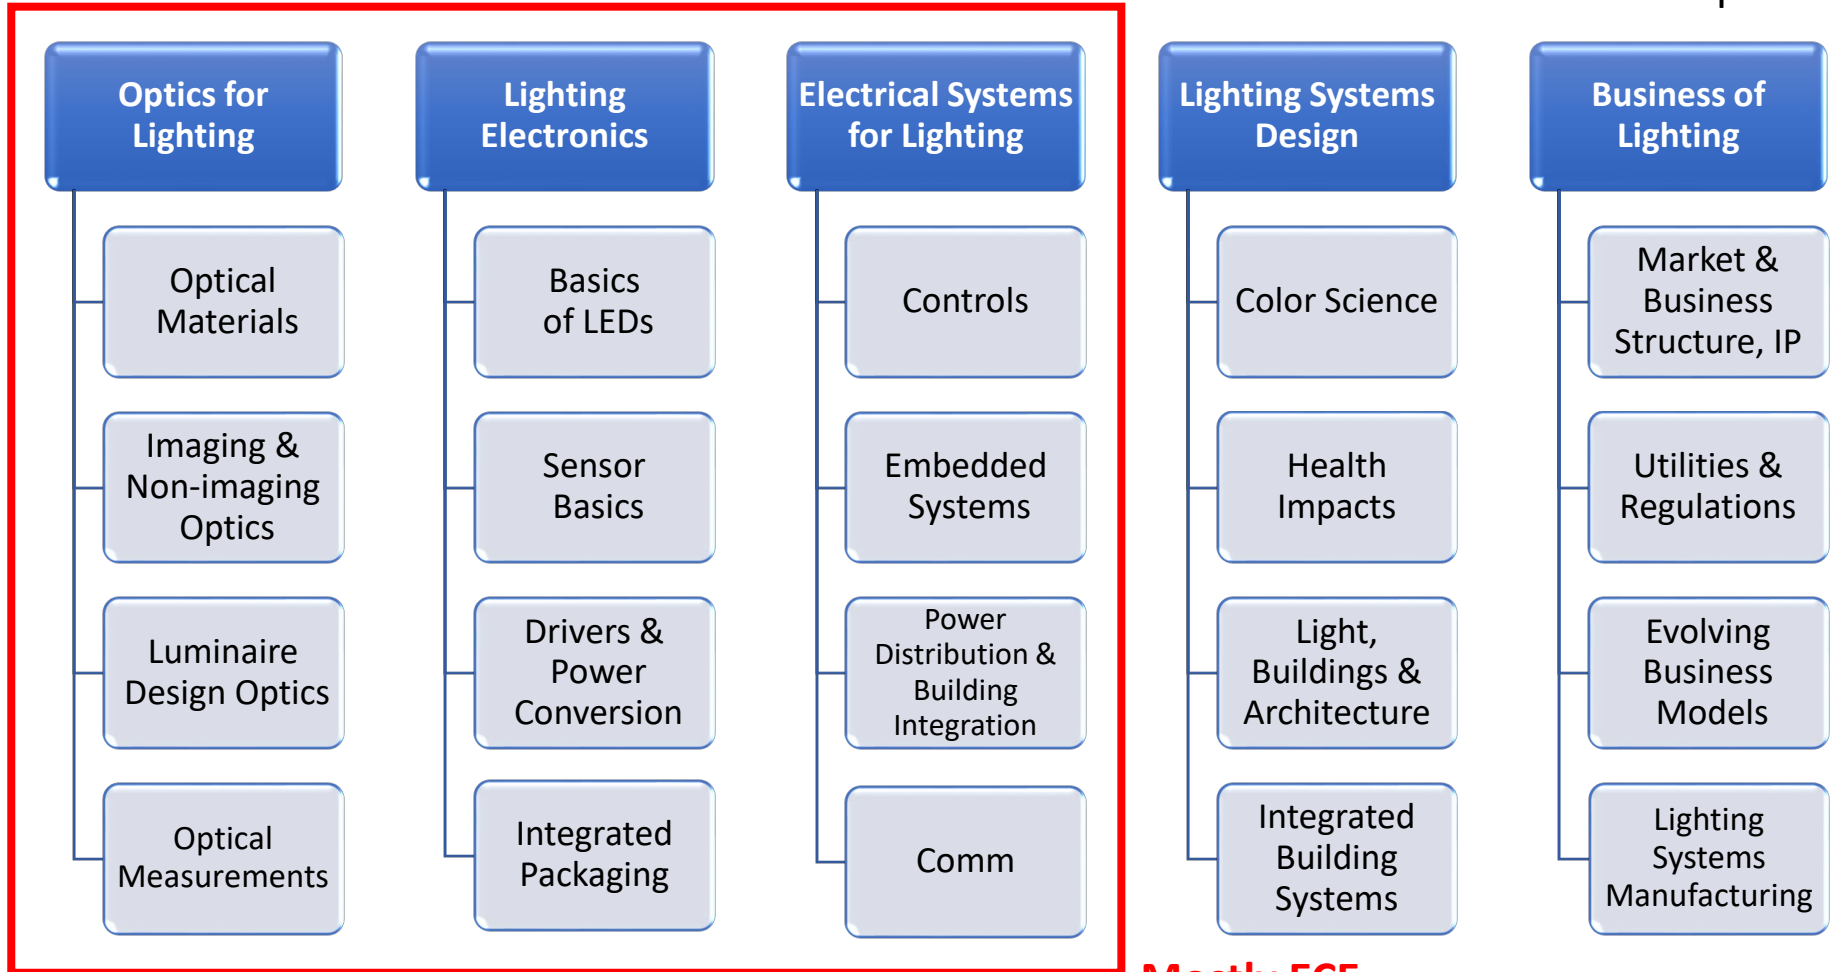 Optics for
Lighting
Optical
Materials
Imaging &
Non-imaging
Optics
Luminaire
Design Optics
Optical
Measurements
Lighting
Electronics
Basics
of LEDs
Sensor
Basics
Drivers &
Power
Conversion
Integrated
Packaging
Electrical Systems
for Lighting
Controls
Embedded
Systems
Power
Distribution &
Building
Integration
Comm
Lighting Systems
Design
Color Science
Health
Impacts
Light,
Buildings &
Architecture
Integrated
Building
Systems
Business of
Lighting
Market &
Business
Structure, IP
Utilities &
Regulations
Evolving
Business
Models
Lighting
Systems
Manufacturing
Mostly